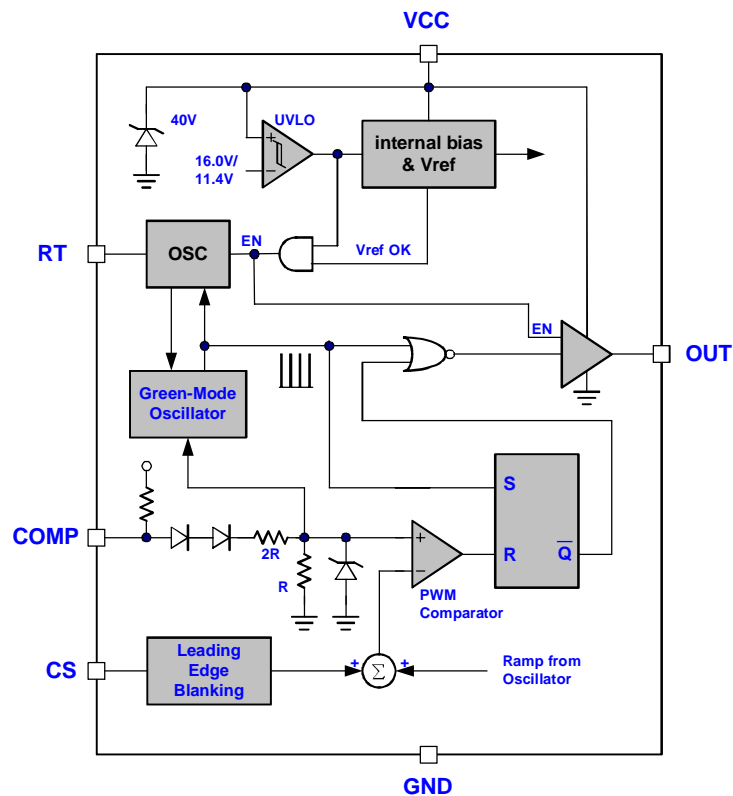 VCC
40V
UVLO
+
−
16.0V/
11.4V
internal bias
& Vref
RT
OSC
EN
Vref OK
EN
OUT
Green-Mode
Oscillator
S
R
Q
COMP
2R
R
+
−
PWM
Comparator
CS
Leading
Edge
Blanking
+
Σ
+
Ramp from
Oscillator
GND